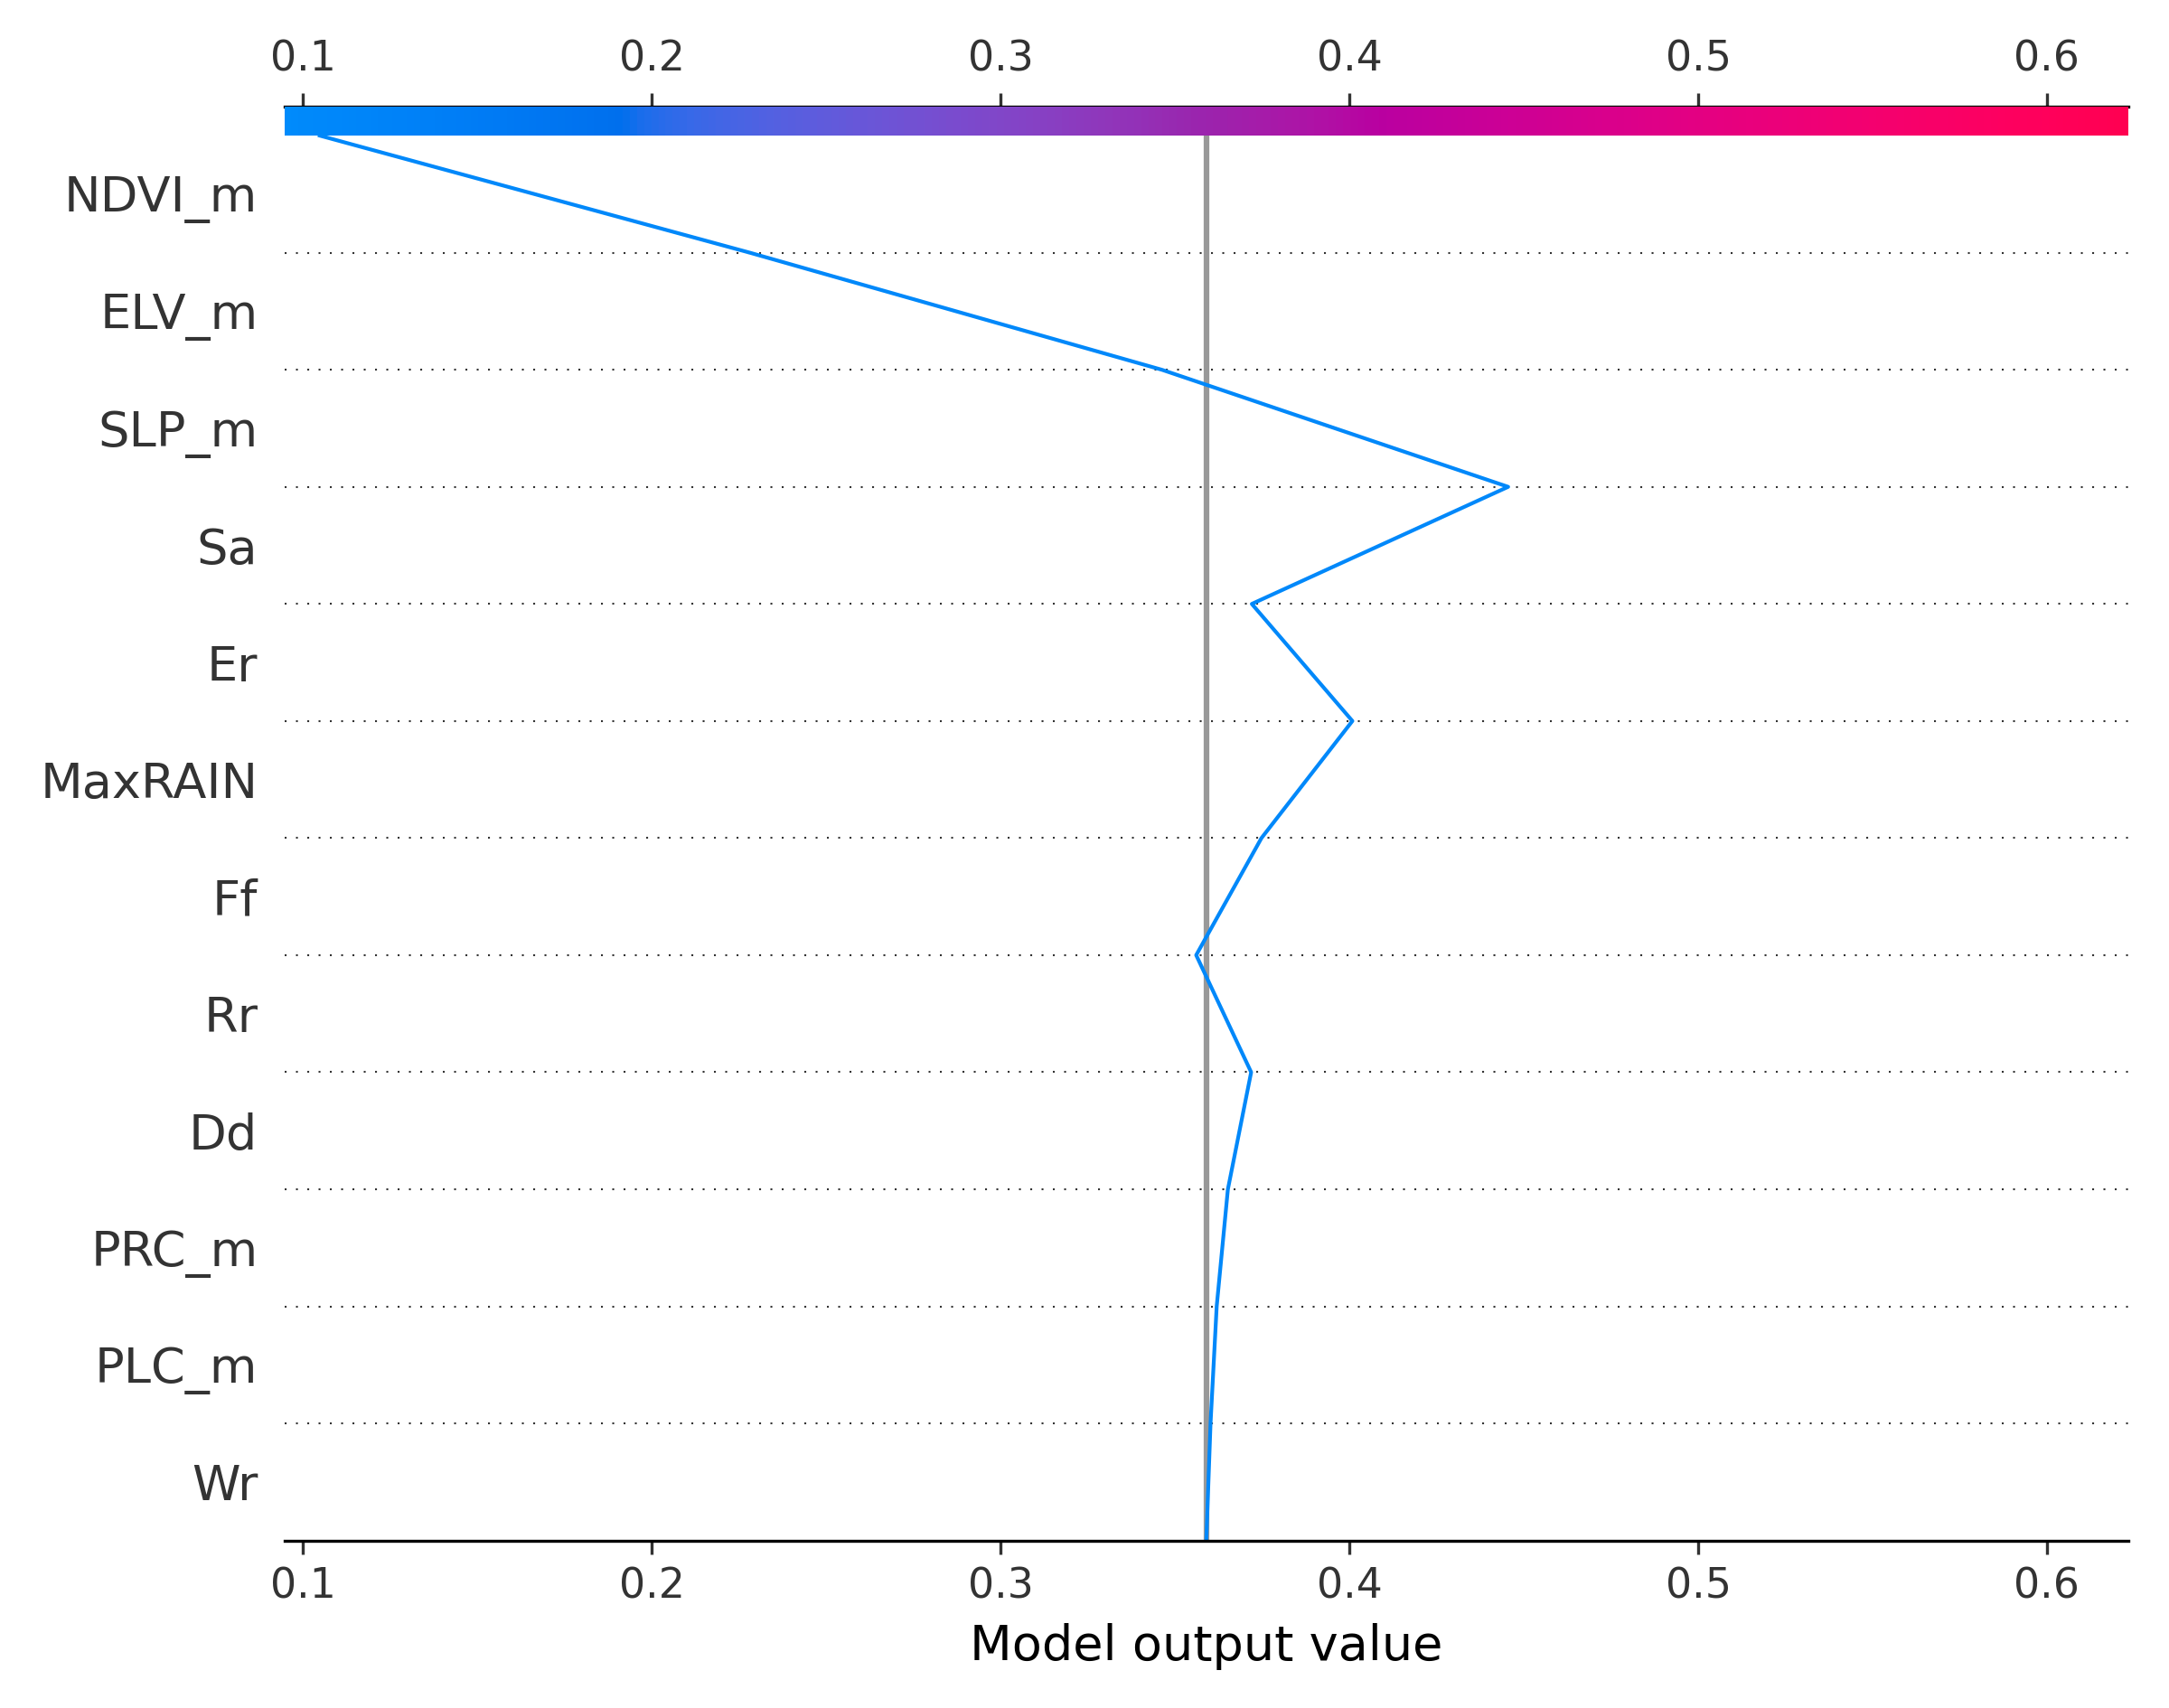 0.1 0.2 0.3 0.4 0.5 0.6
NDVI_m
ELV_m
SLP_m
Sa
Er
MaxRAIN
Ff
Rr
Dd
PRC_m
PLC_m
Wr
0.1 0.2 0.3 0.4 0.5 0.6
Model output value